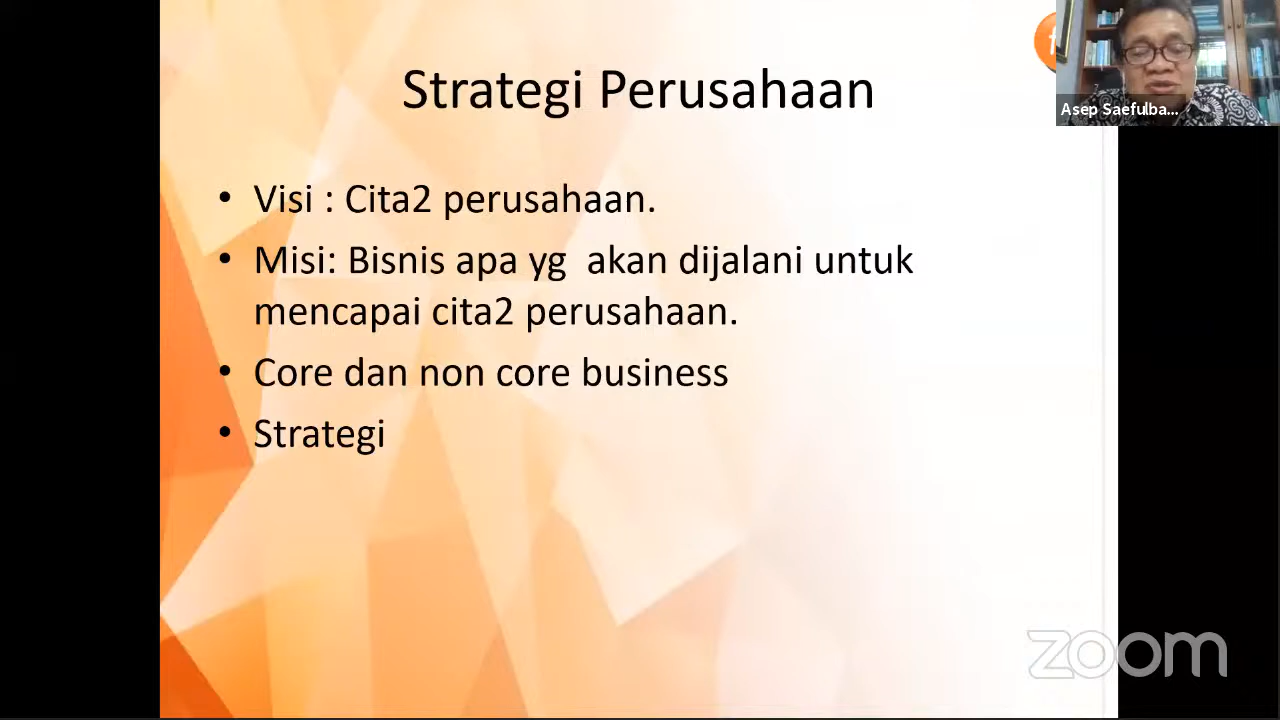 Strategi Perusahaan
Asep Saefulba...
• Visi : Cita2 perusahaan.
• Misi: Bisnis apa yg  akan dijalani untuk
mencapai cita2 perusahaan.
• Core dan non core business
• Strategi
zoom